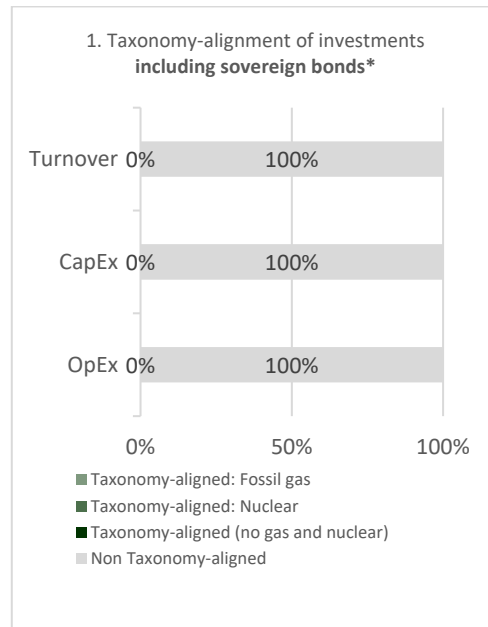 1. Taxonomy-alignment of investments
including sovereign bonds*
Turnover 0% 100%
CapEx 0% 100%
OpEx 0% 100%
0% 50% 100%
Taxonomy-aligned: Fossil gas
Taxonomy-aligned: Nuclear
Taxonomy-aligned (no gas and nuclear)
Non Taxonomy-aligned